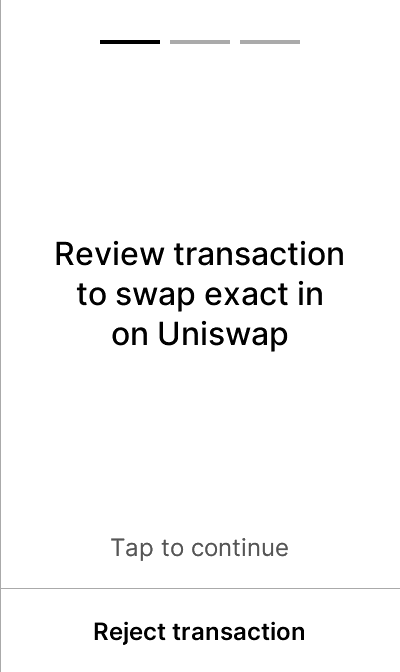 Review transaction
to swap exact in
on Uniswap
Tap to continue
Reject transaction